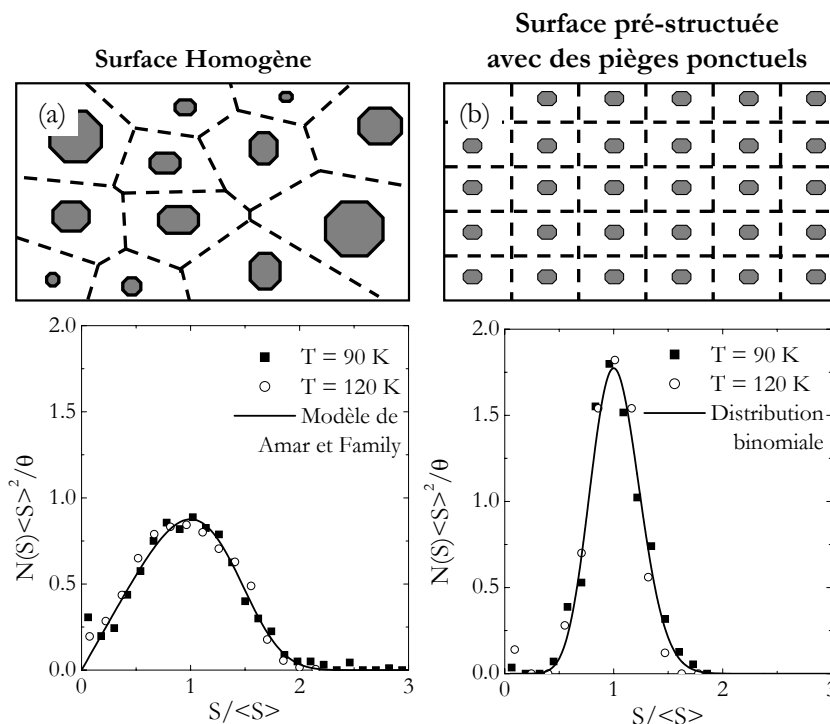 Surface Homogène
Surface pré-structuée
avec des pièges ponctuels
(a)
(b)
2.0
1.5
1.0
0.5
0.0
0
1
2
3
N(S)<S>²/θ
S/<S>
T = 90 K
T = 120 K
Modèle de
Amar et Family
2.0
1.5
1.0
0.5
0.0
0
1
2
3
N(S)<S>²/θ
S/<S>
T = 90 K
T = 120 K
Distribution
binomiale